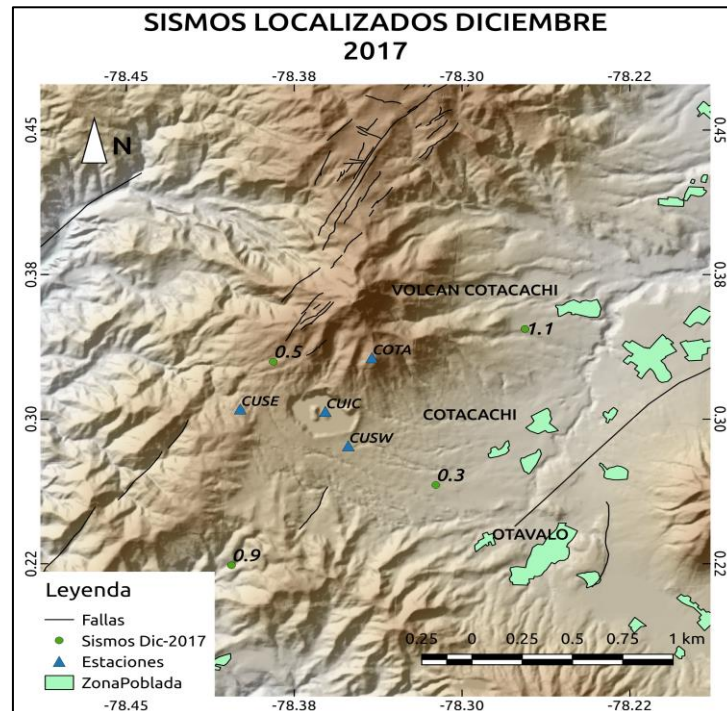 SISMOS LOCALIZADOS DICIEMBRE
2017
-78.45 -78.38 -78.30 -78.22
0.45 0.45
N
0.38 0.38
VOLCAN COTACACHI
1.1
0.5
COTA
CUSE
CUIC
COTACACHI
0.30 0.30
CUSW
0.3
OTAVALO
0.9
0.22 0.22
Leyenda
Fallas
Sismos Dic-2017
Estaciones
ZonaPoblada
0.25 0 0.25 0.5 0.75 1 km
-78.45 -78.38 -78.30 -78.22